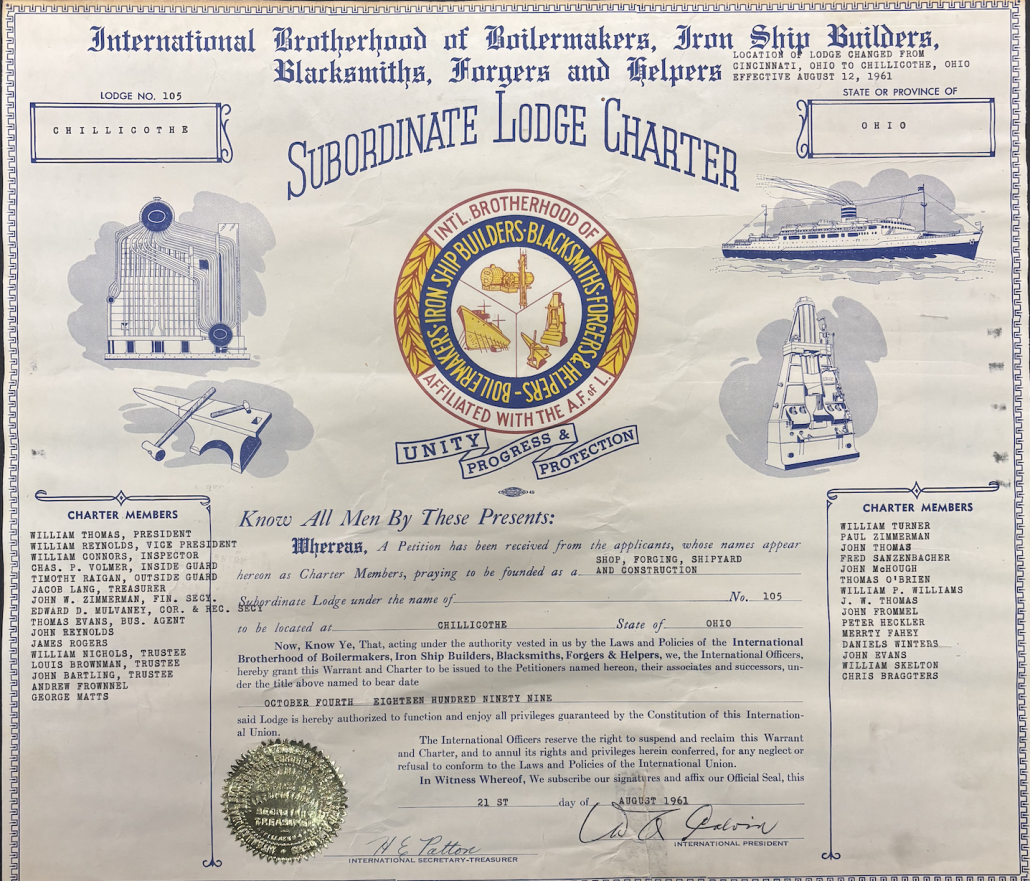 International Brotherhood of Boilermakers, Iron Ship Builders,
Blacksmiths, Forgers and Helpers
LOCATION OF LODGE CHANGED FROM
CINCINNATI, OHIO TO CHILLICOTHE, OHIO
EFFECTIVE AUGUST 12, 1961
LODGE NO. 105
CHILLICOTHE
STATE OR PROVINCE OF
OHIO
SUBORDINATE LODGE CHARTER
INT'L. BROTHERHOOD OF
BOILERMAKERS·IRON SHIP BUILDERS·BLACKSMITHS·FORGERS & HELPERS–
AFFILIATED WITH THE A.F. of L.
UNITY
PROGRESS &
PROTECTION
CHARTER MEMBERS
WILLIAM THOMAS, PRESIDENT
WILLIAM REYNOLDS, VICE PRESIDENT
WILLIAM CONNORS, INSPECTOR
CHAS. P. VOLMER, INSIDE GUARD
TIMOTHY RAIGAN, OUTSIDE GUARD
JACOB LANG, TREASURER
JOHN W. ZIMMERMAN, FIN. SECY.
EDWARD D. MULVANEY, COR. & REC. SECY
THOMAS EVANS, BUS. AGENT
JOHN REYNOLDS
JAMES ROGERS
WILLIAM NICHOLS, TRUSTEE
LOUIS BROWNMAN, TRUSTEE
JOHN BARTLING, TRUSTEE
ANDREW FROWNNEL
GEORGE MATTS
Know All Men By These Presents:
Whereas, A Petition has been received from the applicants, whose names appear
hereon as Charter Members, praying to be founded as a SHOP, FORGING, SHIPYARD
AND CONSTRUCTION
Subordinate Lodge under the name of No. 105
to be located at CHILLICOTHE State of OHIO
Now, Know Ye, That, acting under the authority vested in us by the Laws and Policies of the International
Brotherhood of Boilermakers, Iron Ship Builders, Blacksmiths, Forgers & Helpers, we, the International Officers,
hereby grant this Warrant and Charter to be issued to the Petitioners named hereon, their associates and successors, un-
der the title above named to bear date
OCTOBER FOURTH EIGHTEEN HUNDRED NINETY NINE
said Lodge is hereby authorized to function and enjoy all privileges guaranteed by the Constitution of this Internation-
al Union.
The International Officers reserve the right to suspend and reclaim this Warrant
and Charter, and to annul its rights and privileges herein conferred, for any neglect or
refusal to conform to the Laws and Policies of the International Union.
In Witness Whereof, We subscribe our signatures and affix our Official Seal, this
21 ST day of AUGUST 1961
H E Patton
INTERNATIONAL SECRETARY-TREASURER
INTERNATIONAL PRESIDENT
SECRETARY
TREASURER
CHARTER MEMBERS
WILLIAM TURNER
PAUL ZIMMERMAN
JOHN THOMAS
FRED SANZENBACHER
JOHN McHOUGH
THOMAS O'BRIEN
WILLIAM P. WILLIAMS
J. W. THOMAS
JOHN FROMMEL
PETER HECKLER
MERRTY FAHEY
DANIELS WINTERS
JOHN EVANS
WILLIAM SKELTON
CHRIS BRAGGTERS